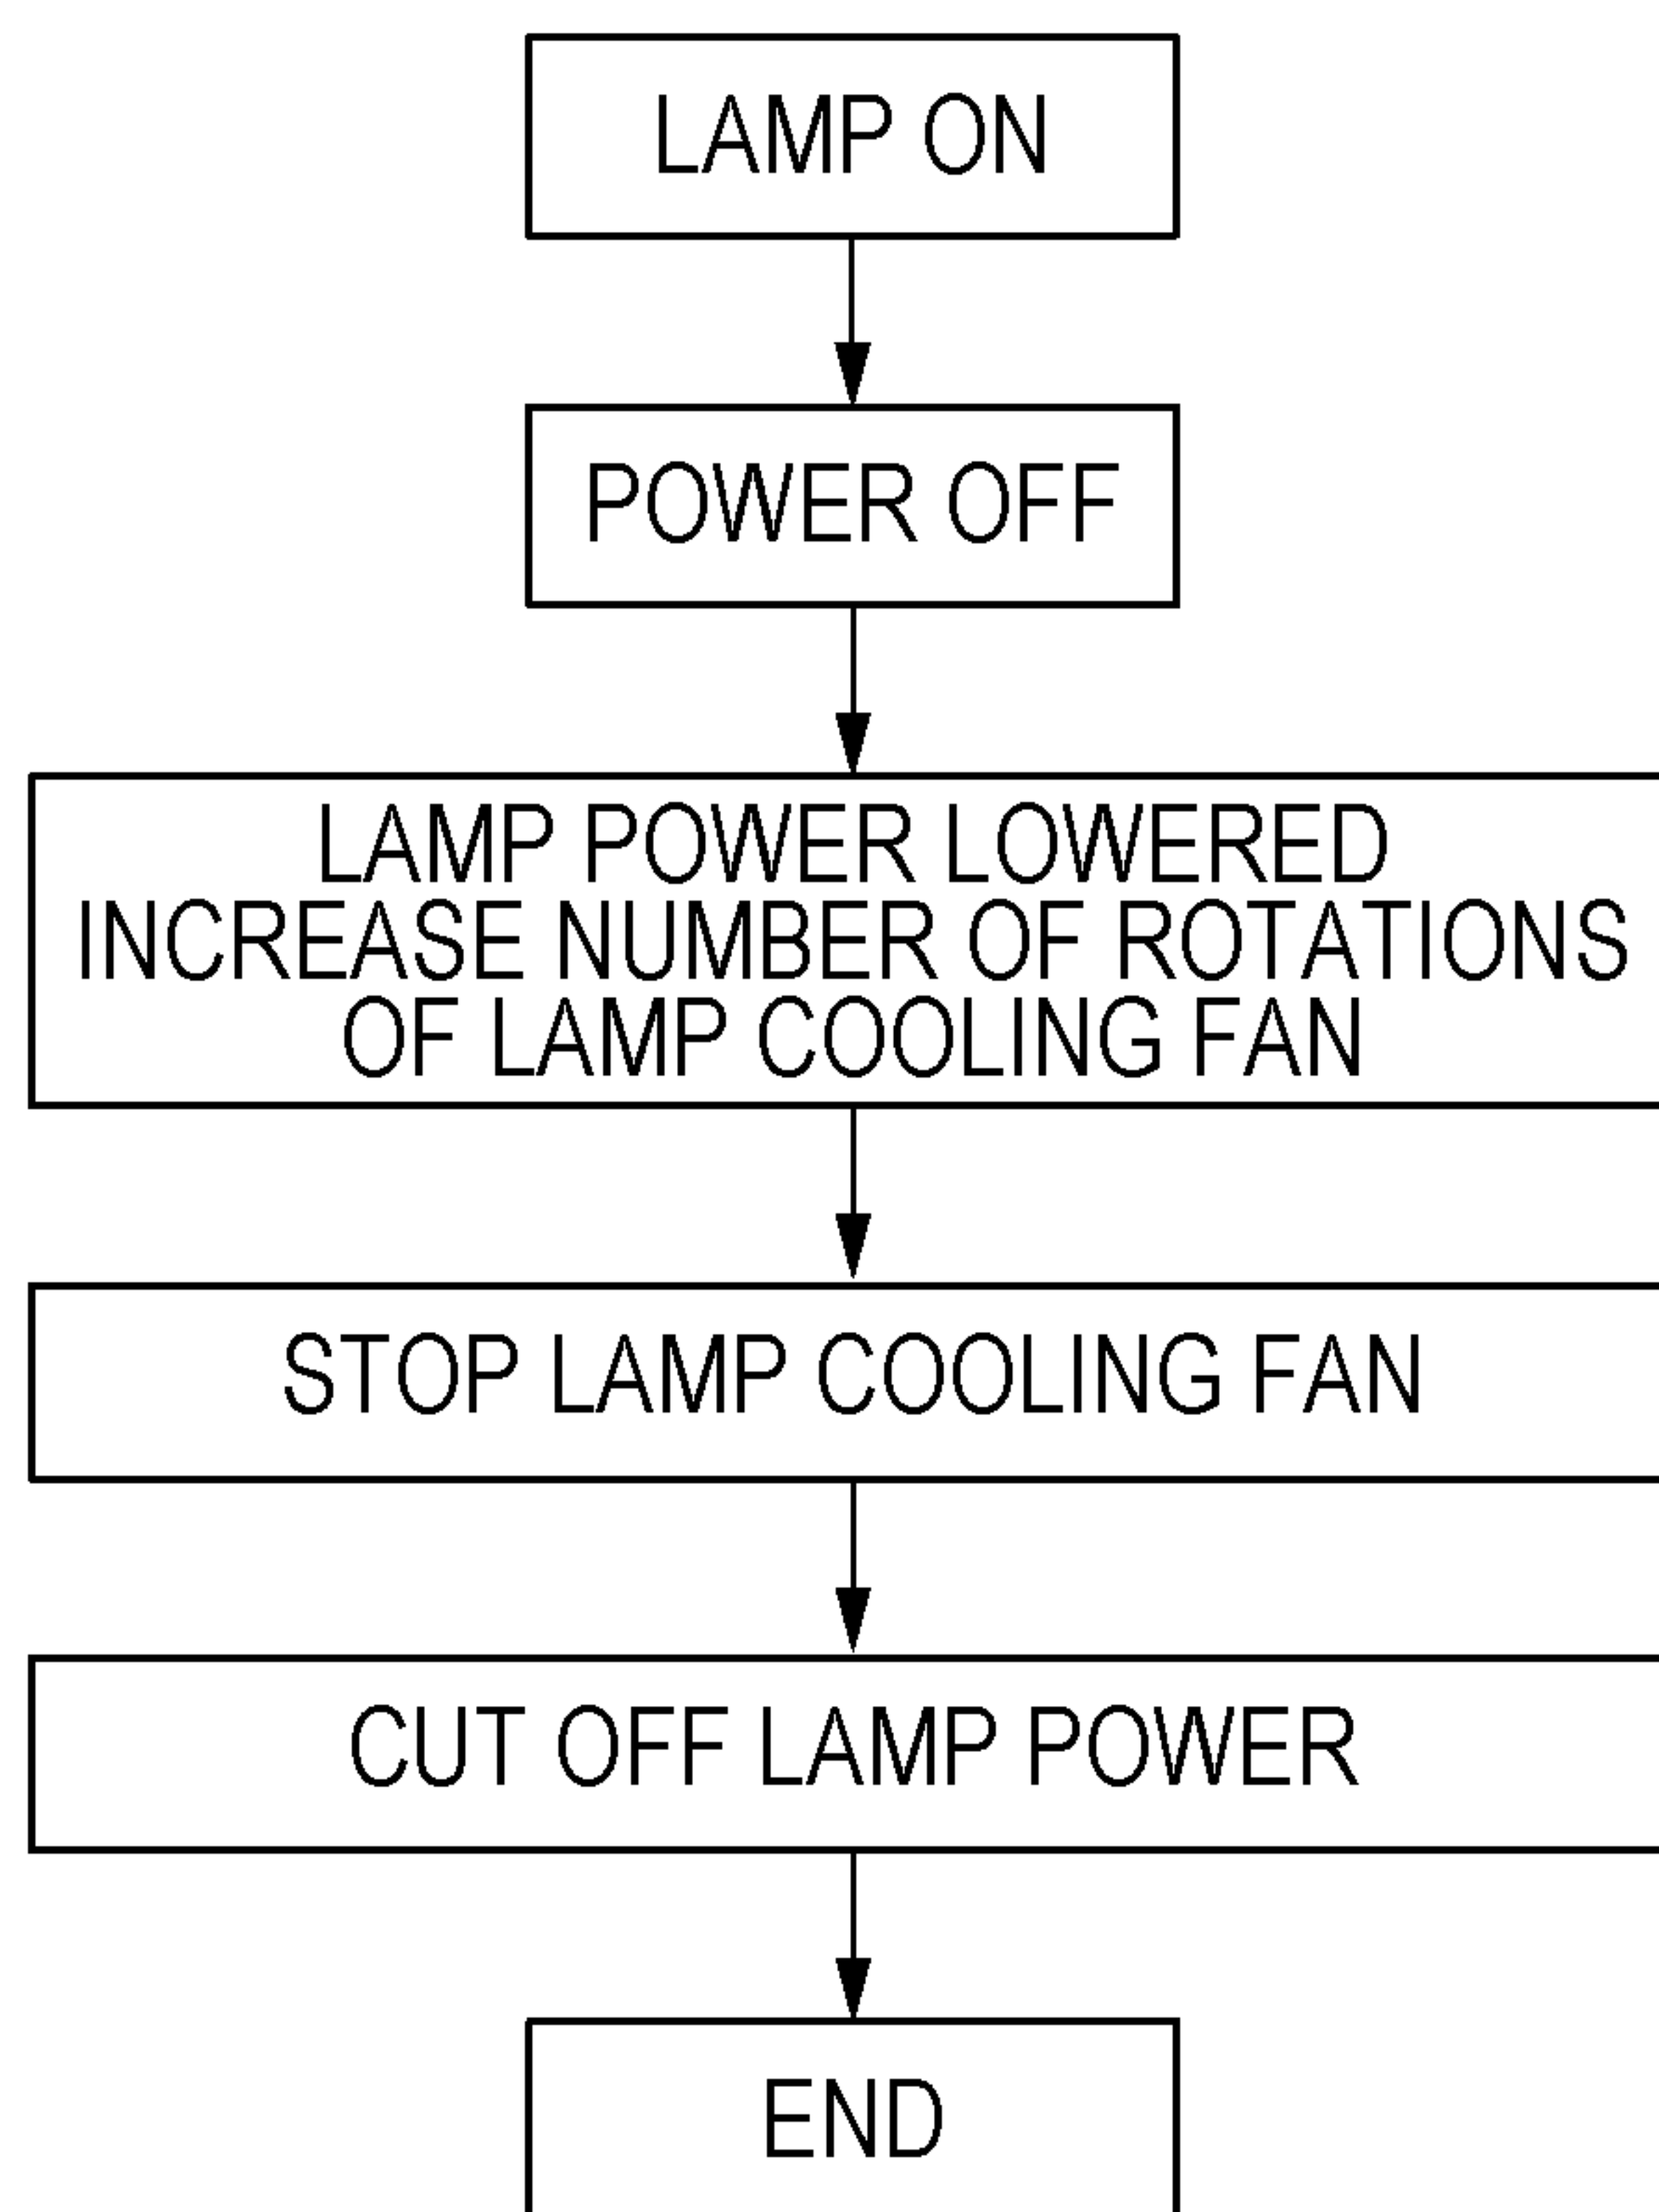 LAMP ON
POWER OFF
LAMP POWER LOWERED
INCREASE NUMBER OF ROTATIONS
OF LAMP COOLING FAN
STOP LAMP COOLING FAN
CUT OFF LAMP POWER
END